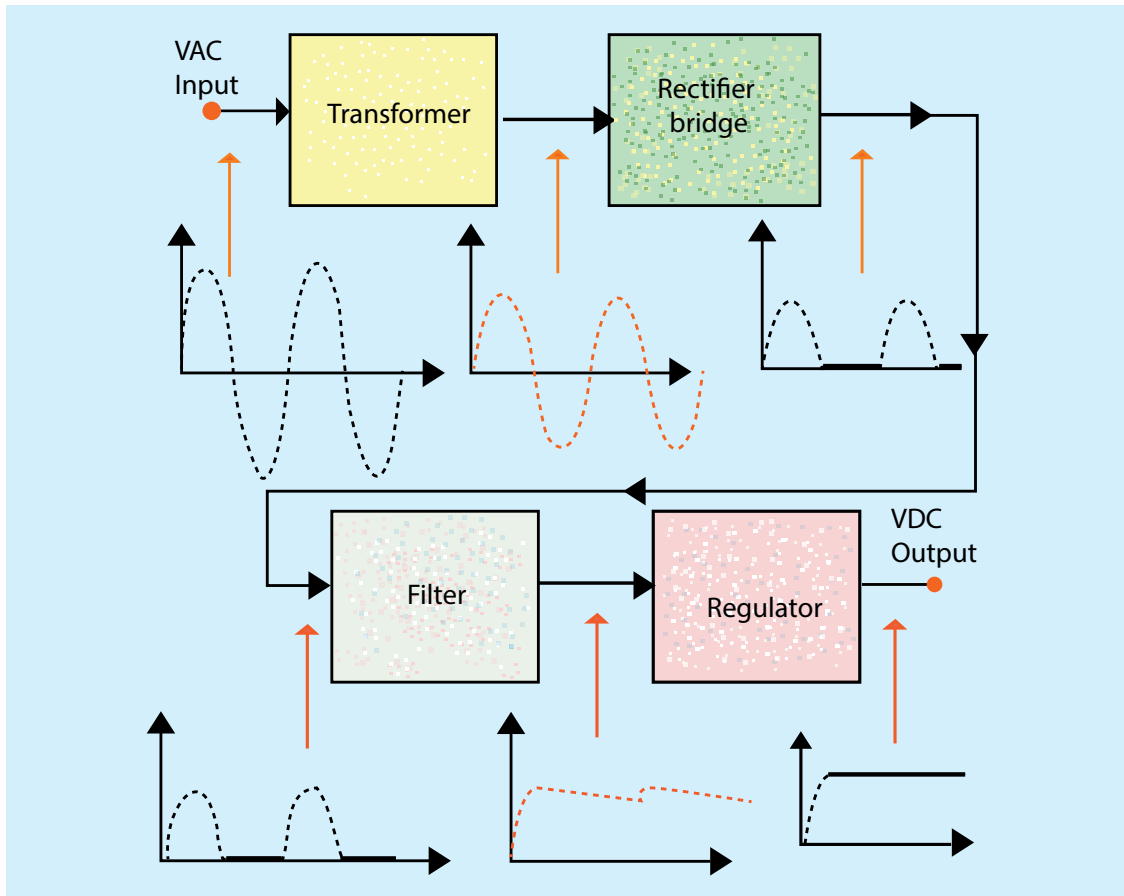 VAC
Input
Transformer
Rectifier
bridge
Filter
Regulator
VDC
Output